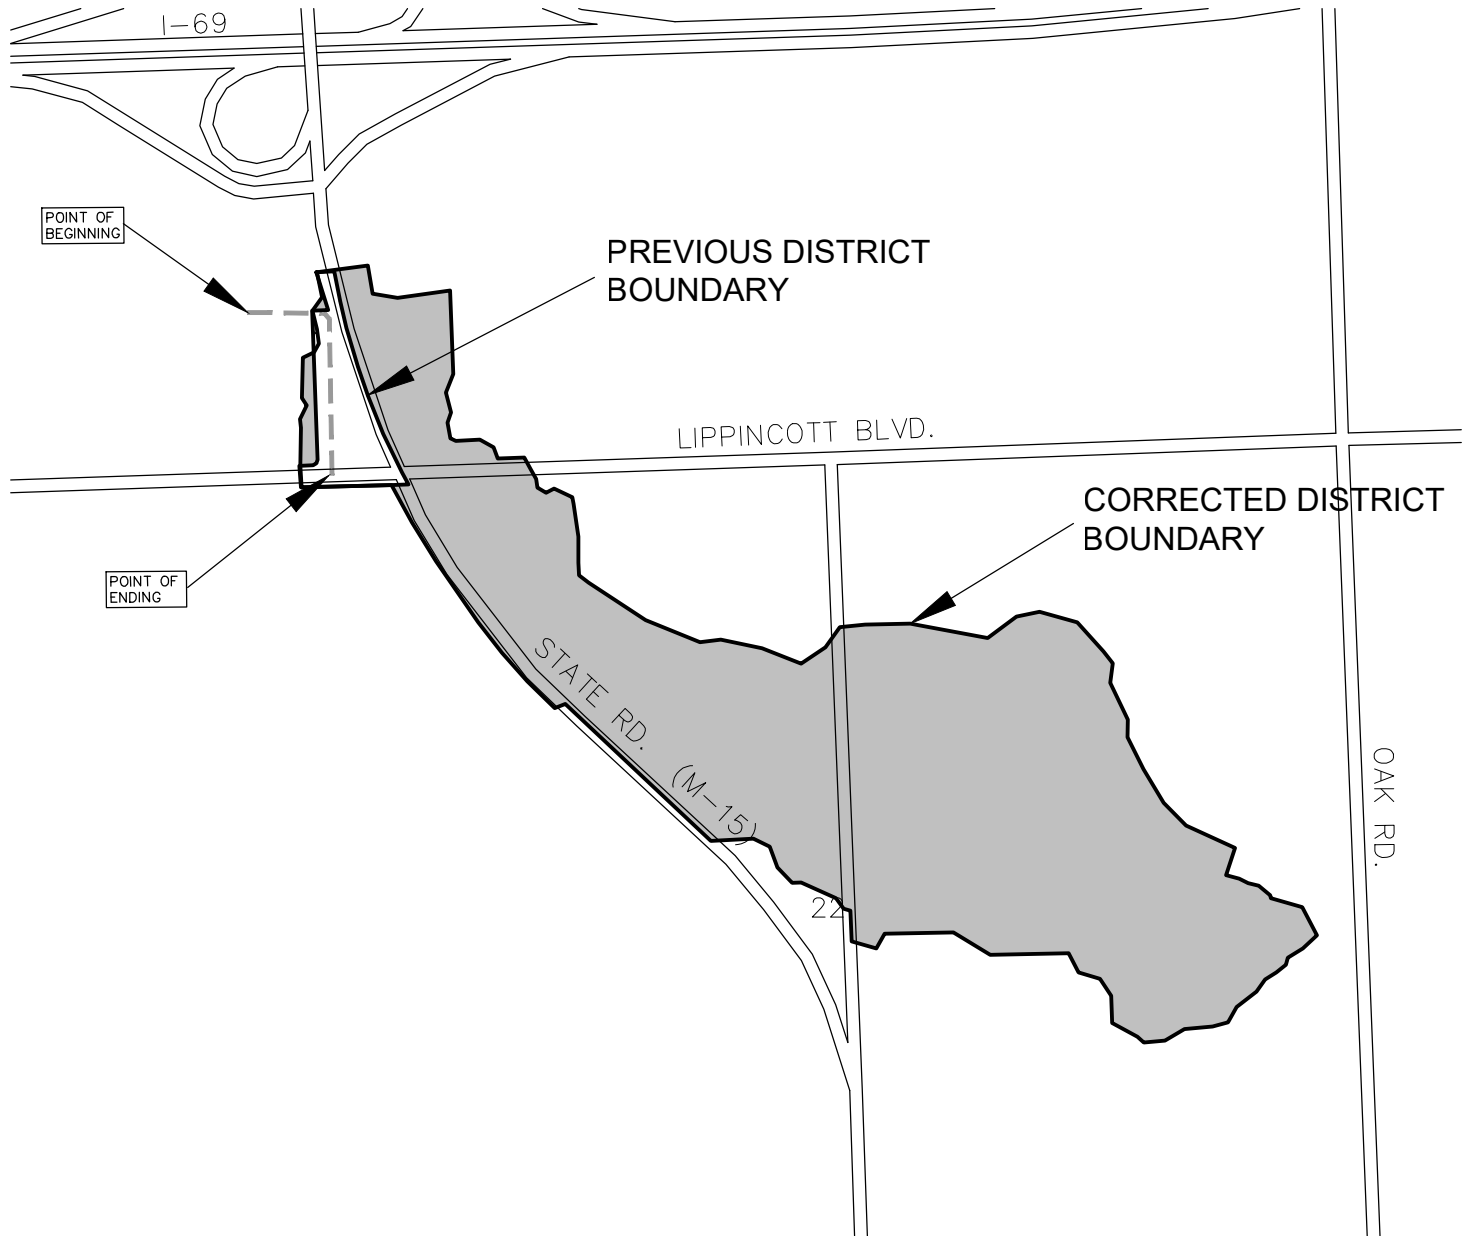 I-69
POINT OF
BEGINNING
PREVIOUS DISTRICT
BOUNDARY
LIPPINCOTT BLVD.
CORRECTED DISTRICT
BOUNDARY
POINT OF
ENDING
STATE RD.
(M-15)
OAK RD.
22